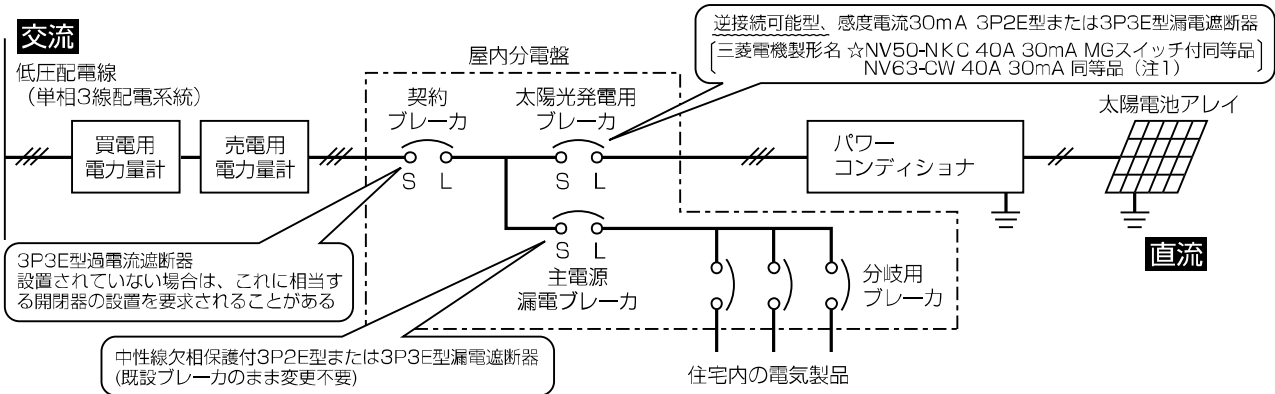 逆接続可能型、感度電流30mA 3P2E型または3P3E型漏電遮断器
三菱電機製形名 ☆NV50-NKC 40A 30mA MGスイッチ付同等品
NV63-CW 40A 30mA 同等品（注1）
交流
屋内分電盤
低圧配電線
（単相3線配電系統）
契約
ブレーカ
太陽光発電用
ブレーカ
太陽電池アレイ
買電用
電力量計
売電用
電力量計
パワー
コンディショナ
S L
S L
3P3E型過電流遮断器
設置されていない場合は、これに相当す
る開閉器の設置を要求されることがある
S L
主電源
漏電ブレーカ
分岐用
ブレーカ
直流
中性線欠相保護付3P2E型または3P3E型漏電遮断器
(既設ブレーカのまま変更不要)
住宅内の電気製品